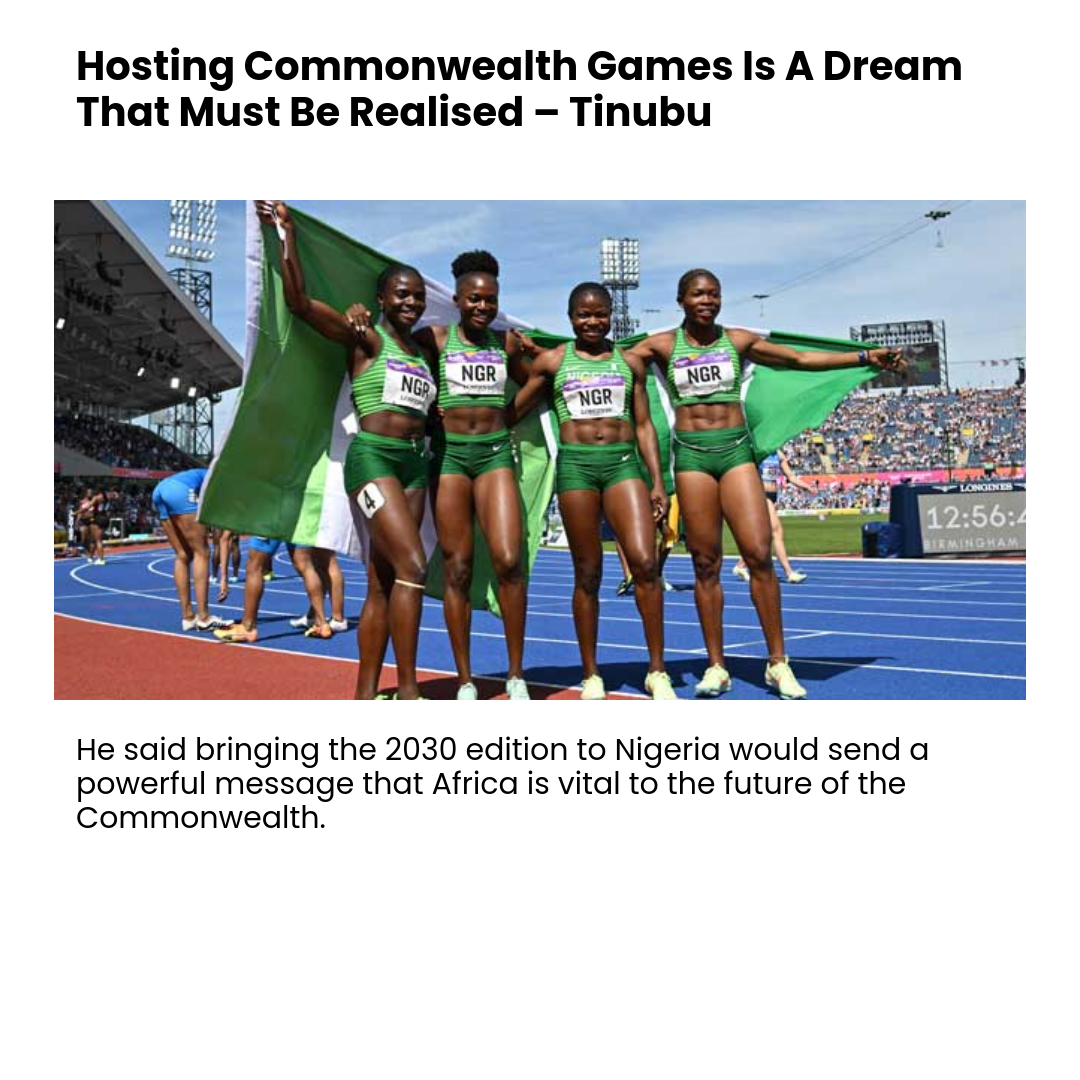 Hosting Commonwealth Games Is A Dream
That Must Be Realised – Tinubu
NGR
NGR
NGR
NGR
4
LONGINES
12:56:4
BIRMINGHAM
He said bringing the 2030 edition to Nigeria would send a
powerful message that Africa is vital to the future of the
Commonwealth.